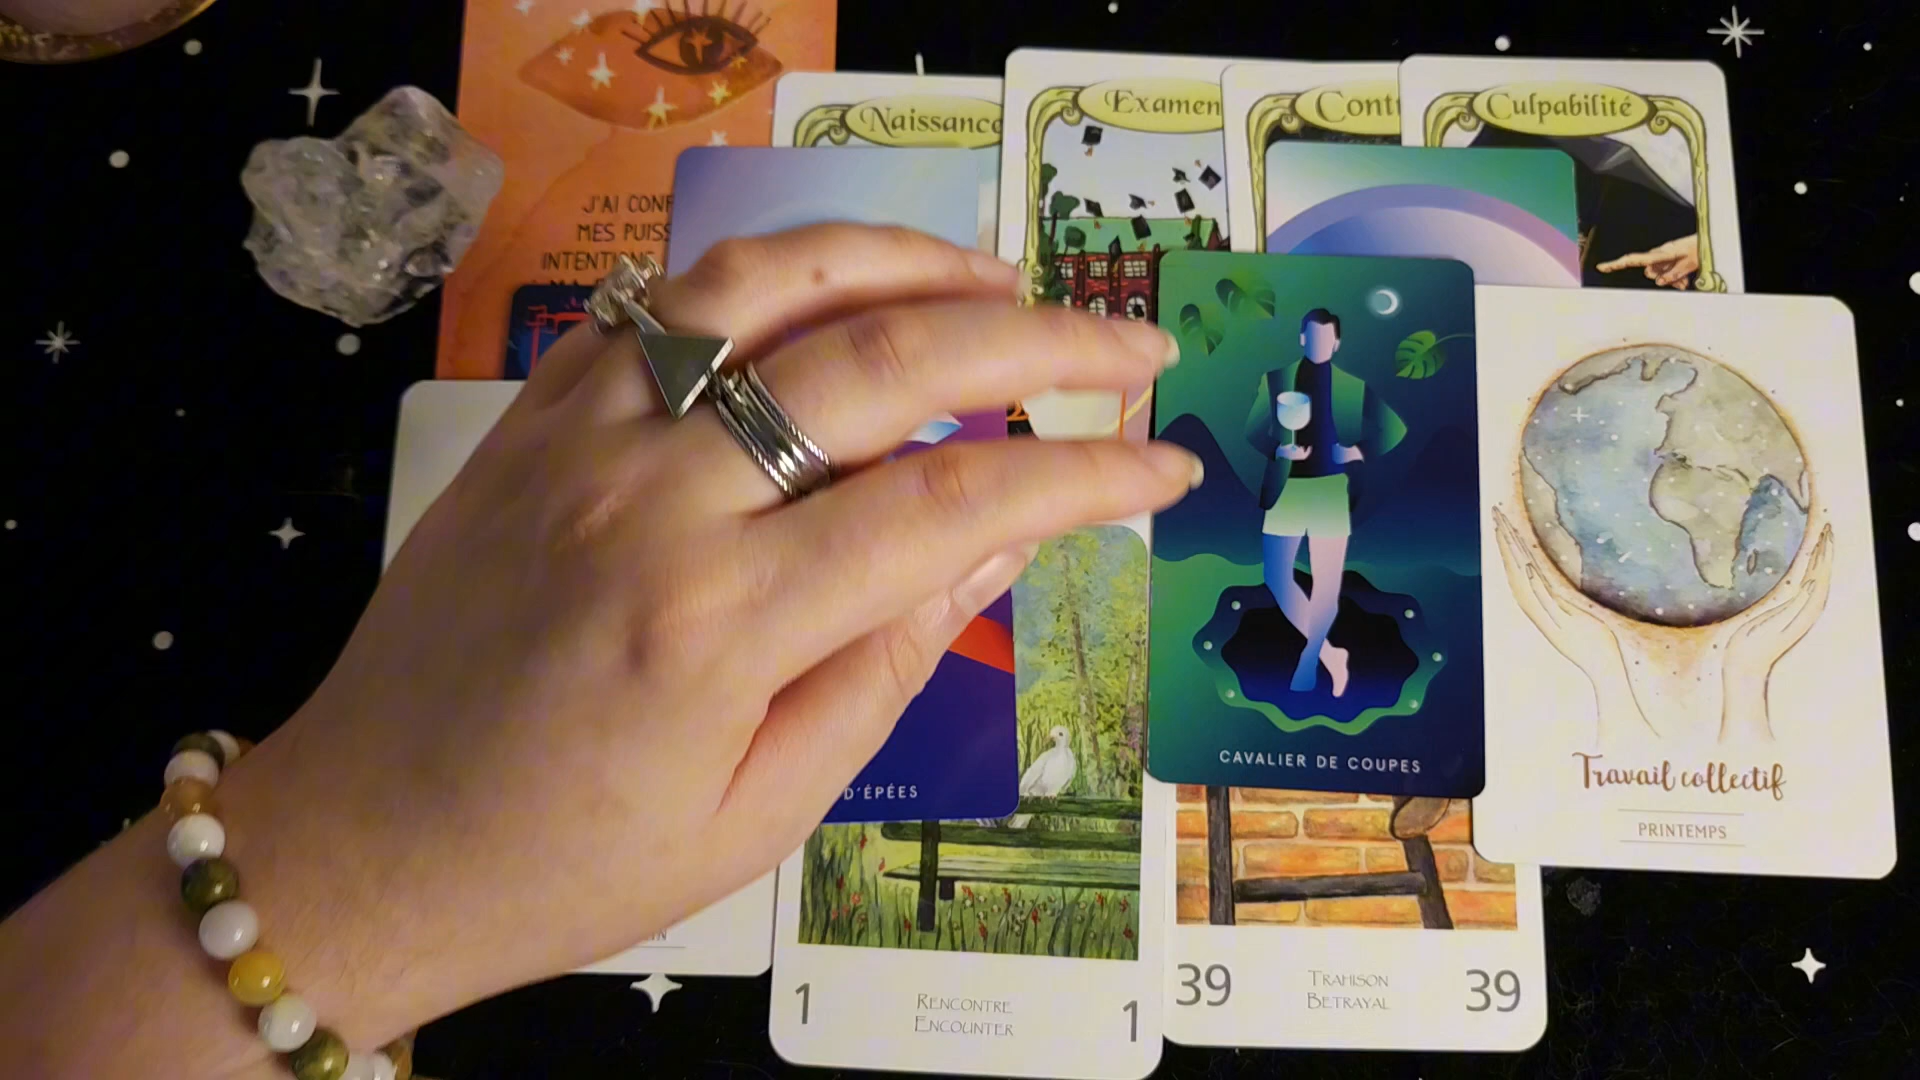 Naissance
Examen
Cont
Culpabilité
J'AI CONF
MES PUISS
INTENTIONS
D'ÉPÉES
CAVALIER DE COUPES
Travail collectif
PRINTEMPS
1
RENCONTRE
ENCOUNTER
1
39
TRAHISON
BETRAYAL
39